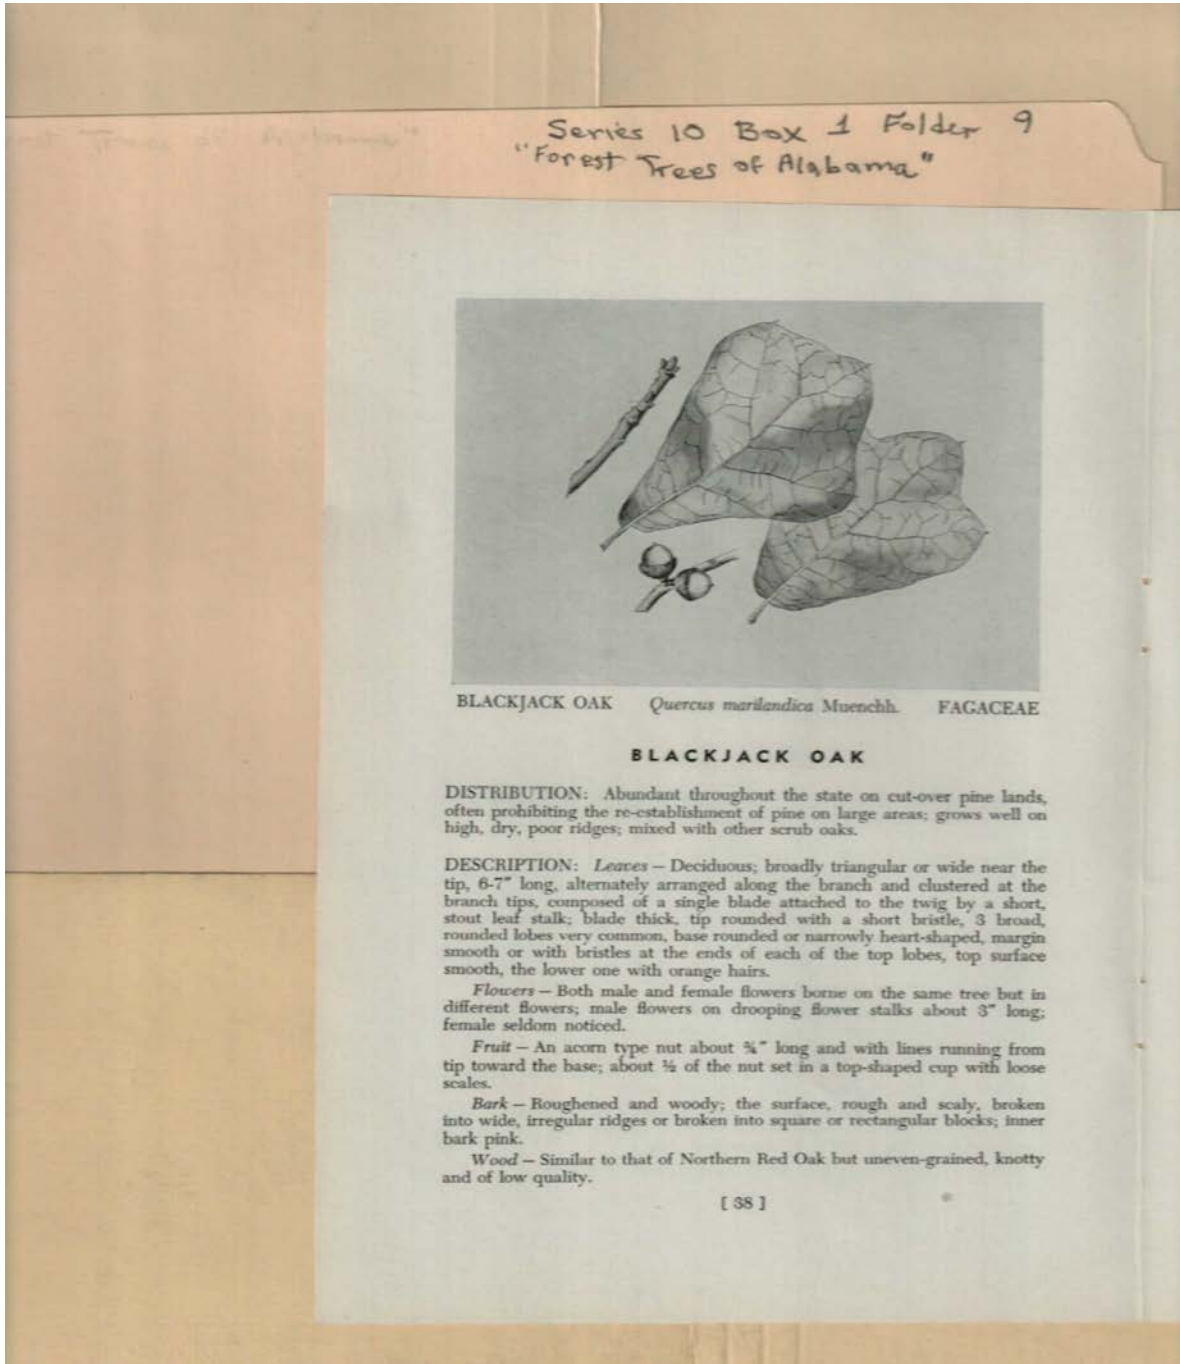 Series 10 Box 1 Folder 9
"Forest Trees of Alabama"
BLACKJACK OAK Quercus marilandica Muenchh. FAGACEAE
BLACKJACK OAK
DISTRIBUTION: Abundant throughout the state on cut-over pine lands,
often prohibiting the re-establishment of pine on large areas; grows well on
high, dry, poor ridges; mixed with other scrub oaks.
DESCRIPTION: Leaves — Deciduous; broadly triangular or wide near the
tip, 6-7" long, alternately arranged along the branch and clustered at the
branch tips, composed of a single blade attached to the twig by a short,
stout leaf stalk; blade thick, tip rounded with a short bristle, 3 broad,
rounded lobes very common, base rounded or narrowly heart-shaped, margin
smooth or with bristles at the ends of each of the top lobes, top surface
smooth, the lower one with orange hairs.
Flowers — Both male and female flowers borne on the same tree but in
different flowers; male flowers on drooping flower stalks about 3" long;
female seldom noticed.
Fruit — An acorn type nut about ¾" long and with lines running from
tip toward the base; about ½ of the nut set in a top-shaped cup with loose
scales.
Bark — Roughened and woody; the surface, rough and scaly, broken
into wide, irregular ridges or broken into square or rectangular blocks; inner
bark pink.
Wood — Similar to that of Northern Red Oak but uneven-grained, knotty
and of low quality.
[ 38 ]